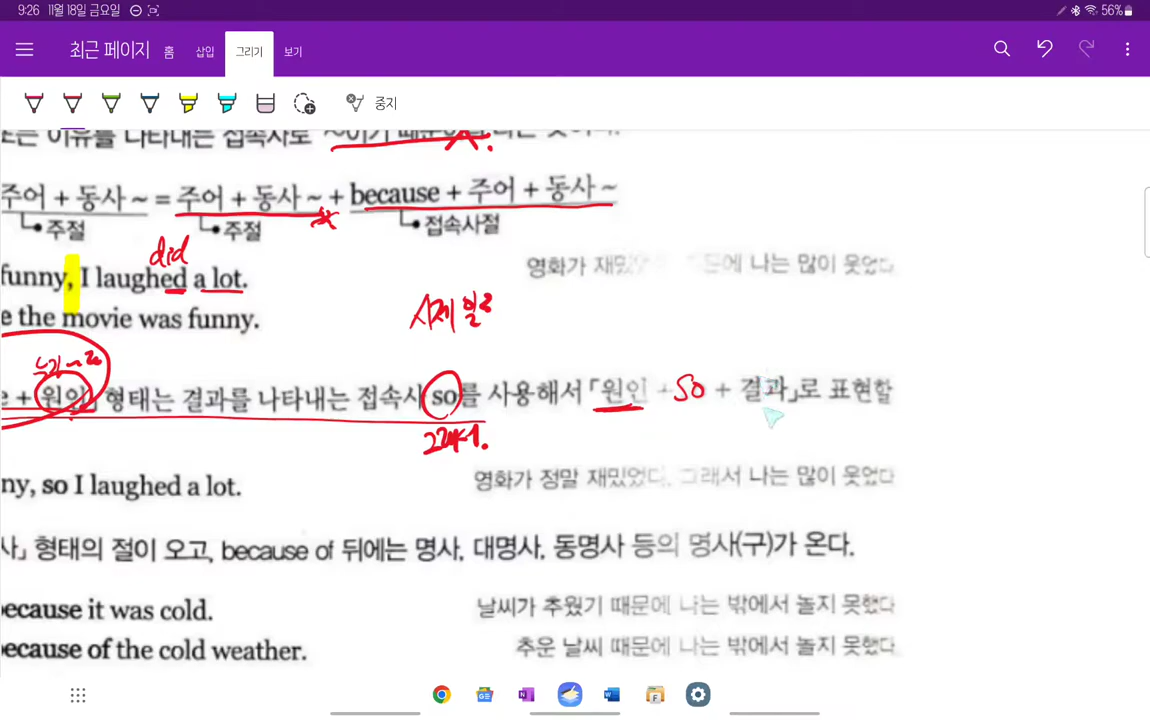 9:26 11월 18일 금요일 56%
최근 페이지 홈 삽입 그리기 보기
중지
또는 이유를 나타내는 접속사로
주어 + 동사 ~ = 주어 + 동사 ~ + because + 주어 + 동사 ~
주절 주절 접속사절
did
funny, I laughed a lot. 영화가 재밌었기 때문에 나는 많이 웃었다
e the movie was funny.
시제 일
e + 원인」 형태는 결과를 나타내는 접속사 so를 사용해서 「원인 + so + 결과」로 표현할
그래서.
ny, so I laughed a lot. 영화가 정말 재밌었다. 그래서 나는 많이 웃었다
사」 형태의 절이 오고, because of 뒤에는 명사, 대명사, 동명사 등의 명사(구)가 온다.
because it was cold. 날씨가 추웠기 때문에 나는 밖에서 놀지 못했다
because of the cold weather. 추운 날씨 때문에 나는 밖에서 놀지 못했다